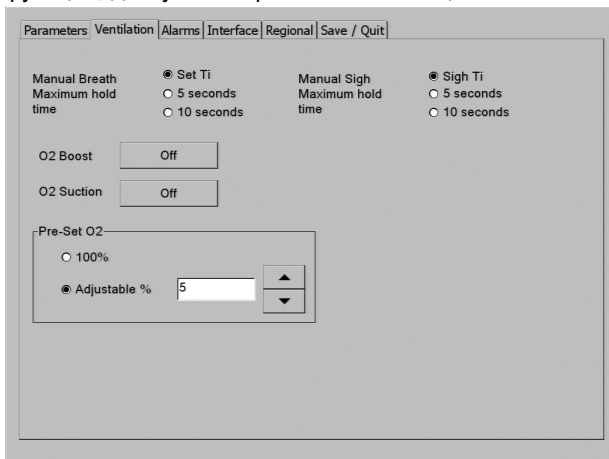 Parameters Ventilation Alarms Interface Regional Save / Quit
Manual Breath
Maximum hold
time
Set Ti
5 seconds
10 seconds
Manual Sigh
Maximum hold
time
Sigh Ti
5 seconds
10 seconds
O2 Boost Off
O2 Suction Off
Pre-Set O2
100%
Adjustable % 5